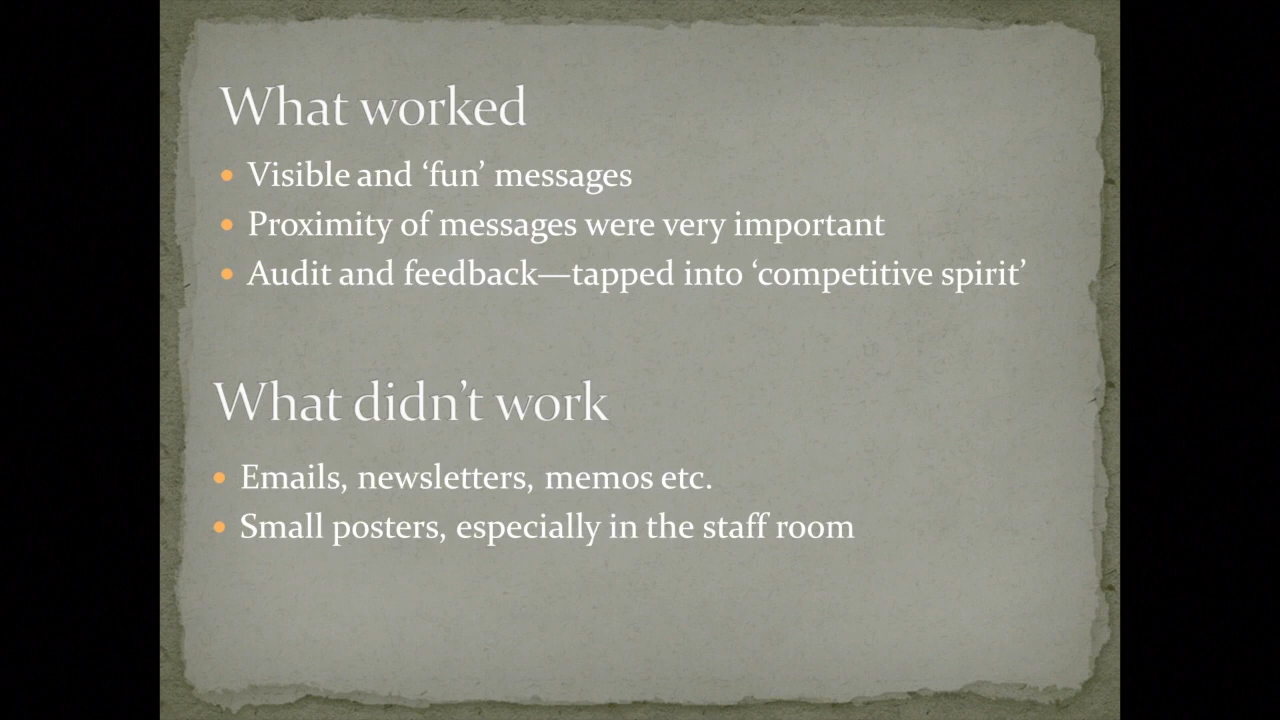 What worked
• Visible and ‘fun’ messages
• Proximity of messages were very important
• Audit and feedback—tapped into ‘competitive spirit’
What didn’t work
• Emails, newsletters, memos etc.
• Small posters, especially in the staff room